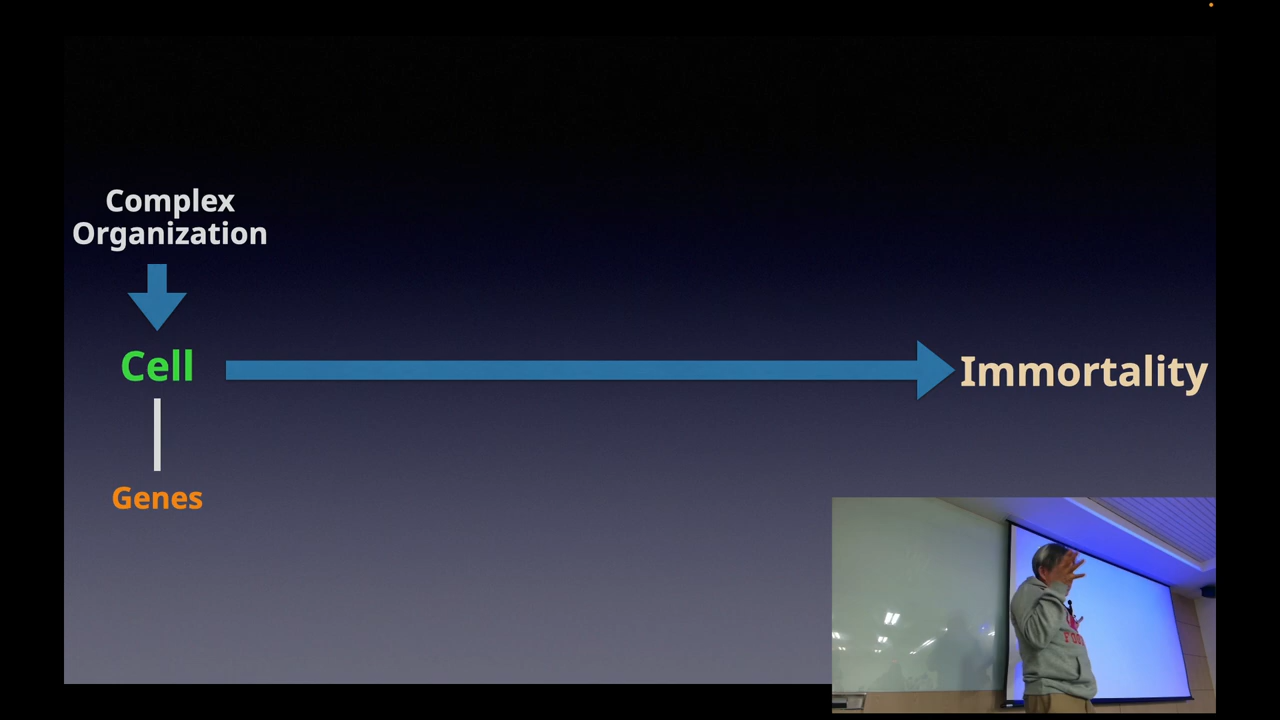 Complex
Organization
Cell
Immortality
Genes